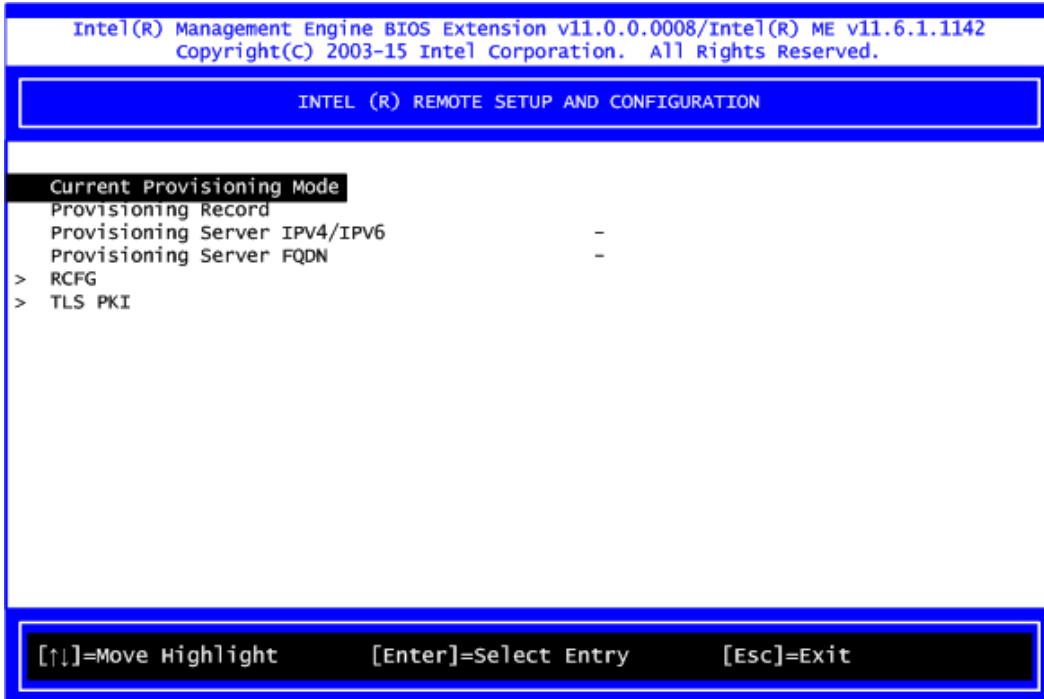 Intel(R) Management Engine BIOS Extension v11.0.0.0008/Intel(R) ME v11.6.1.1142
Copyright(C) 2003-15 Intel Corporation. All Rights Reserved.
INTEL (R) REMOTE SETUP AND CONFIGURATION
Current Provisioning Mode
Provisioning Record
Provisioning Server IPV4/IPV6 –
Provisioning Server FQDN –
> RCFG
> TLS PKI
[↑↓]=Move Highlight [Enter]=Select Entry [Esc]=Exit